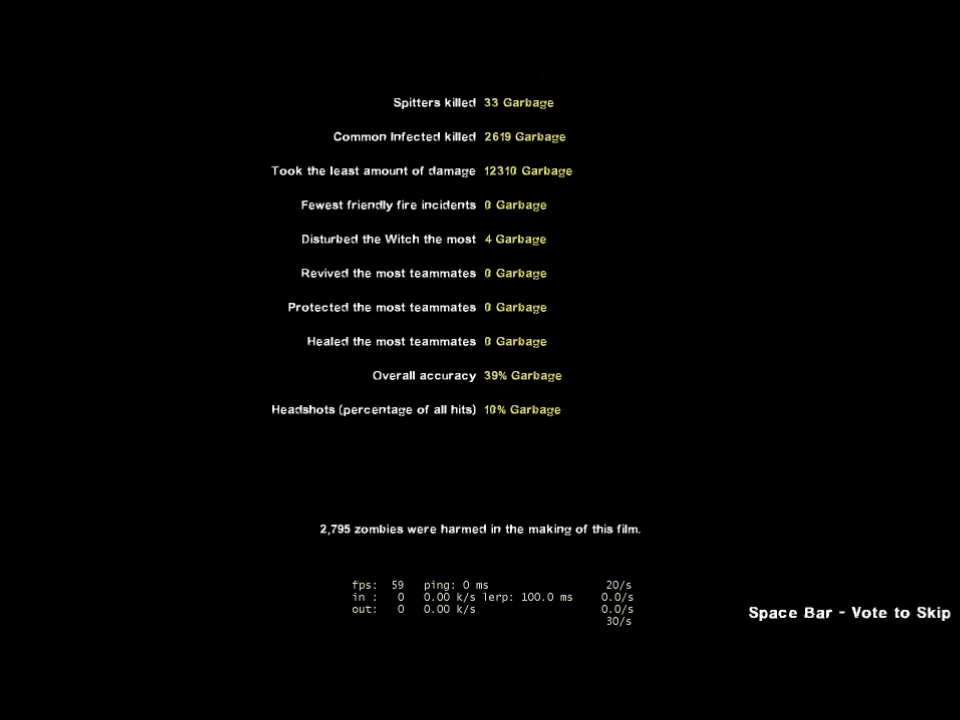 Spitters killed 33 Garbage
Common Infected killed 2619 Garbage
Took the least amount of damage 12310 Garbage
Fewest friendly fire incidents 0 Garbage
Disturbed the Witch the most 4 Garbage
Revived the most teammates 0 Garbage
Protected the most teammates 0 Garbage
Healed the most teammates 0 Garbage
Overall accuracy 39% Garbage
Headshots (percentage of all hits) 10% Garbage
2,795 zombies were harmed in the making of this film.
fps: 59 ping: 0 ms 20/s
in : 0 0.00 k/s lerp: 100.0 ms 0.0/s
out: 0 0.00 k/s 0.0/s
30/s
Space Bar - Vote to Skip